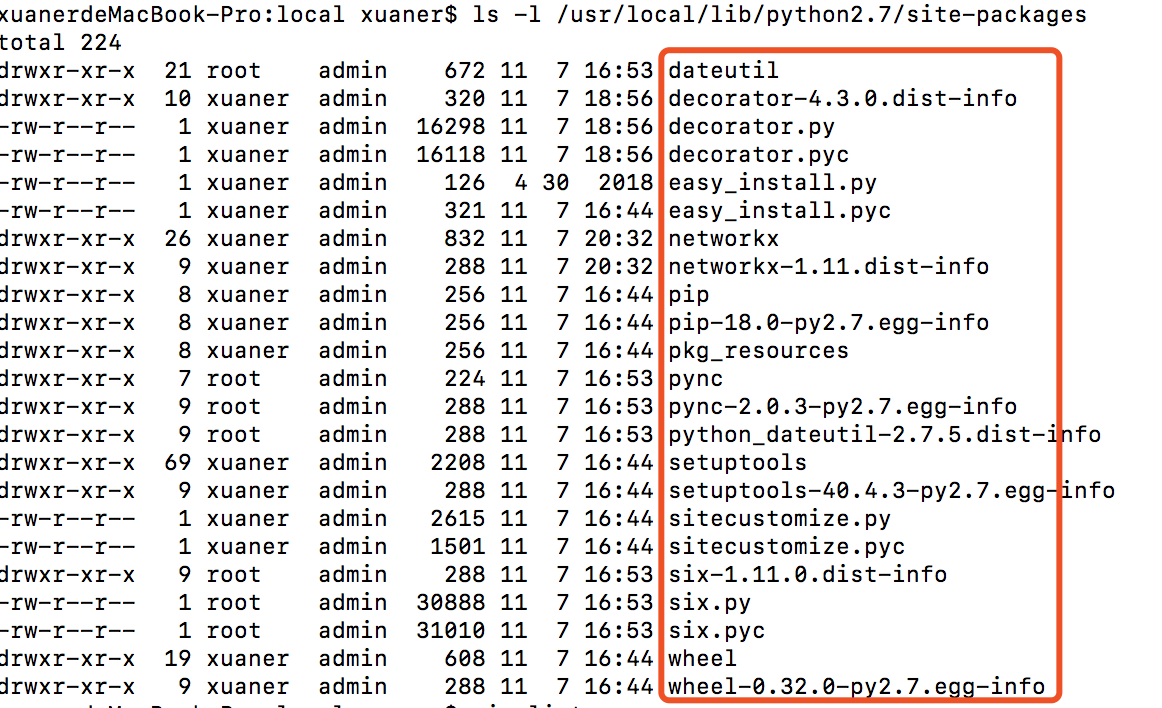 xuanerdeMacBook-Pro:local xuaner$ ls -l /usr/local/lib/python2.7/site-packages
total 224
drwxr-xr-x  21 root    admin    672 11  7 16:53 dateutil
drwxr-xr-x  10 xuaner  admin    320 11  7 18:56 decorator-4.3.0.dist-info
-rw-r--r--   1 xuaner  admin  16298 11  7 18:56 decorator.py
-rw-r--r--   1 xuaner  admin  16118 11  7 18:56 decorator.pyc
-rw-r--r--   1 xuaner  admin    126  4 30  2018 easy_install.py
-rw-r--r--   1 xuaner  admin    321 11  7 16:44 easy_install.pyc
drwxr-xr-x  26 xuaner  admin    832 11  7 20:32 networkx
drwxr-xr-x   9 xuaner  admin    288 11  7 20:32 networkx-1.11.dist-info
drwxr-xr-x   8 xuaner  admin    256 11  7 16:44 pip
drwxr-xr-x   8 xuaner  admin    256 11  7 16:44 pip-18.0-py2.7.egg-info
drwxr-xr-x   8 xuaner  admin    256 11  7 16:44 pkg_resources
drwxr-xr-x   7 root    admin    224 11  7 16:53 pync
drwxr-xr-x   9 root    admin    288 11  7 16:53 pync-2.0.3-py2.7.egg-info
drwxr-xr-x   9 root    admin    288 11  7 16:53 python_dateutil-2.7.5.dist-info
drwxr-xr-x  69 xuaner  admin   2208 11  7 16:44 setuptools
drwxr-xr-x   9 xuaner  admin    288 11  7 16:44 setuptools-40.4.3-py2.7.egg-info
-rw-r--r--   1 xuaner  admin   2615 11  7 16:44 sitecustomize.py
-rw-r--r--   1 xuaner  admin   1501 11  7 16:44 sitecustomize.pyc
drwxr-xr-x   9 root    admin    288 11  7 16:53 six-1.11.0.dist-info
-rw-r--r--   1 root    admin  30888 11  7 16:53 six.py
-rw-r--r--   1 root    admin  31010 11  7 16:53 six.pyc
drwxr-xr-x  19 xuaner  admin    608 11  7 16:44 wheel
drwxr-xr-x   9 xuaner  admin    288 11  7 16:44 wheel-0.32.0-py2.7.egg-info